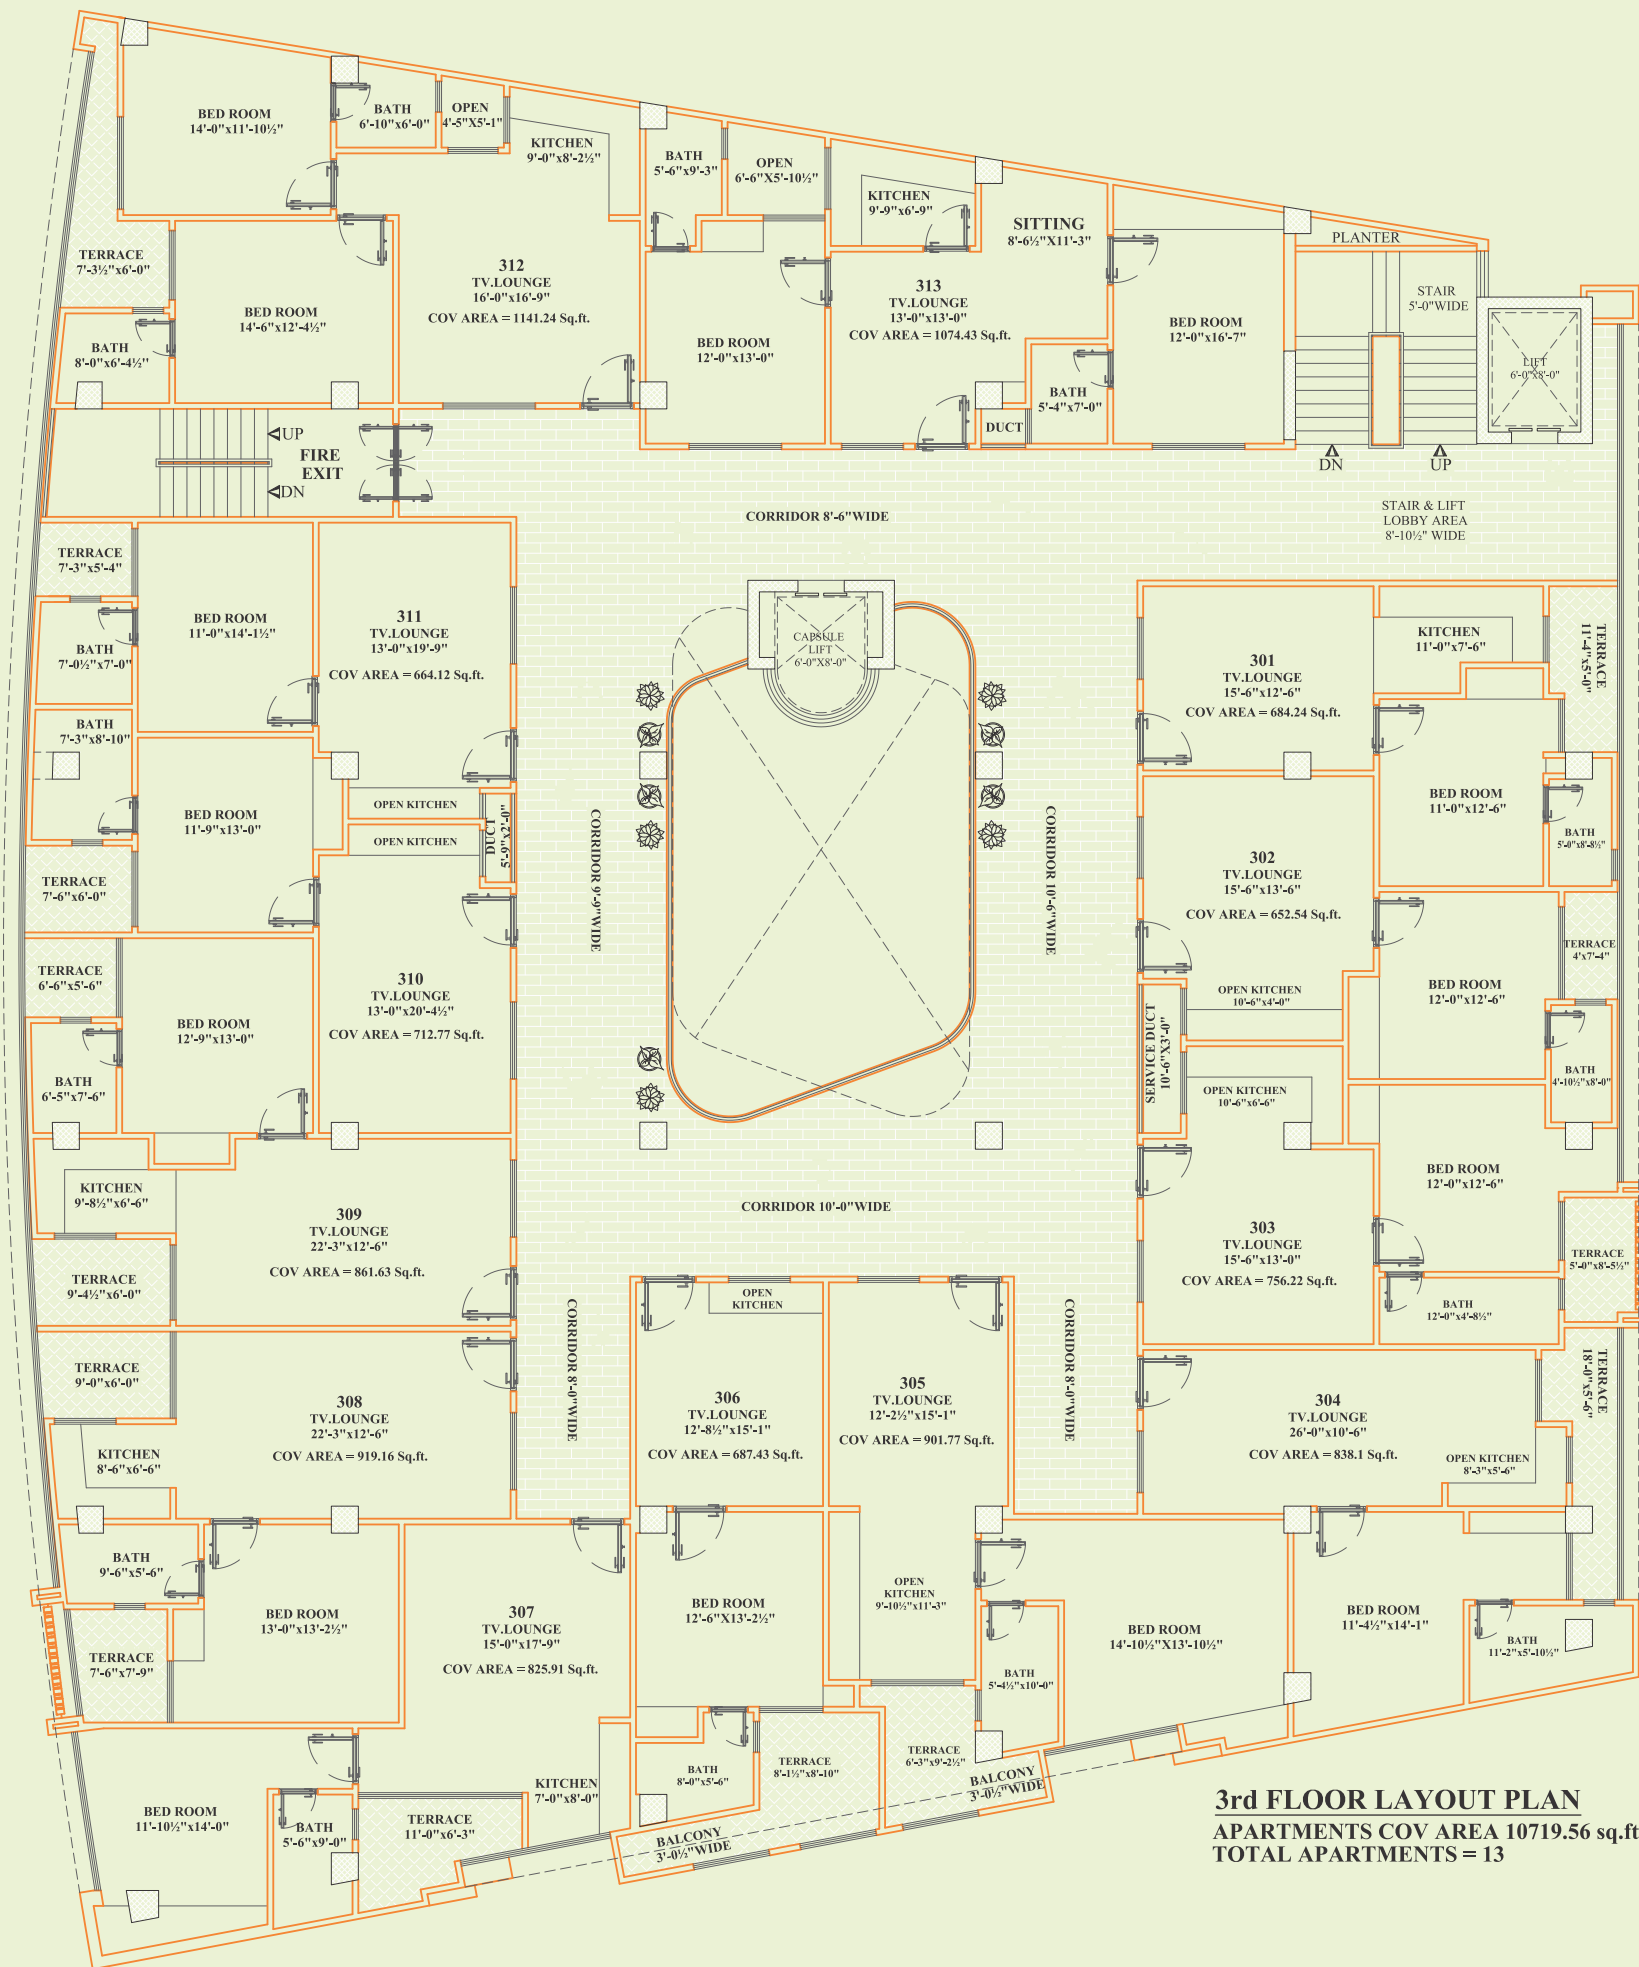 BED ROOM
14'-0"x11'-10½"
BATH
6'-10"x6'-0"
OPEN
4'-5"X5'-1"
KITCHEN
9'-0"x8'-2½"
BATH
5'-6"x9'-3"
OPEN
6'-6"X5'-10½"
KITCHEN
9'-9"x6'-9"
SITTING
8'-6½"X11'-3"
PLANTER
STAIR
5'-0"WIDE
TERRACE
7'-3½"x6'-0"
312
TV.LOUNGE
16'-0"x16'-9"
COV AREA = 1141.24 Sq.ft.
313
TV.LOUNGE
13'-0"x13'-0"
COV AREA = 1074.43 Sq.ft.
BED ROOM
14'-6"x12'-4½"
BED ROOM
12'-0"x13'-0"
BED ROOM
12'-0"x16'-7"
LIFT
6'-0"x8'-0"
BATH
8'-0"x6'-4½"
BATH
5'-4"x7'-0"
DUCT
UP
FIRE
EXIT
DN
DN
UP
CORRIDOR 8'-6"WIDE
STAIR & LIFT
LOBBY AREA
8'-10½" WIDE
TERRACE
7'-3"x5'-4"
BED ROOM
11'-0"x14'-1½"
311
TV.LOUNGE
13'-0"x19'-9"
COV AREA = 664.12 Sq.ft.
BATH
7'-0½"x7'-0"
CAPSULE
LIFT
6'-0"X8'-0"
301
TV.LOUNGE
15'-6"x12'-6"
COV AREA = 684.24 Sq.ft.
KITCHEN
11'-0"x7'-6"
TERRACE
11'-4"x5'-0"
BATH
7'-3"x8'-10"
BED ROOM
11'-9"x13'-0"
OPEN KITCHEN
OPEN KITCHEN
DUCT
5'-9"x2'-0"
CORRIDOR 9'-9"WIDE
CORRIDOR 10'-6"WIDE
BED ROOM
11'-0"x12'-6"
BATH
5'-0"x8'-8½"
TERRACE
7'-6"x6'-0"
302
TV.LOUNGE
15'-6"x13'-6"
COV AREA = 652.54 Sq.ft.
TERRACE
6'-6"x5'-6"
BED ROOM
12'-9"x13'-0"
310
TV.LOUNGE
13'-0"x20'-4½"
COV AREA = 712.77 Sq.ft.
OPEN KITCHEN
10'-6"x4'-0"
BED ROOM
12'-0"x12'-6"
TERRACE
4'x7'-4"
BATH
6'-5"x7'-6"
SERVICE DUCT
10'-6"X3'-0"
OPEN KITCHEN
10'-6"x6'-6"
BATH
4'-10½"x8'-0"
KITCHEN
9'-8½"x6'-6"
309
TV.LOUNGE
22'-3"x12'-6"
COV AREA = 861.63 Sq.ft.
CORRIDOR 10'-0"WIDE
303
TV.LOUNGE
15'-6"x13'-0"
COV AREA = 756.22 Sq.ft.
BED ROOM
12'-0"x12'-6"
TERRACE
5'-0"x8'-5½"
TERRACE
9'-4½"x6'-0"
BATH
12'-0"x4'-8½"
OPEN
KITCHEN
CORRIDOR 8'-0"WIDE
CORRIDOR 8'-0"WIDE
TERRACE
9'-0"x6'-0"
308
TV.LOUNGE
22'-3"x12'-6"
COV AREA = 919.16 Sq.ft.
306
TV.LOUNGE
12'-8½"x15'-1"
COV AREA = 687.43 Sq.ft.
305
TV.LOUNGE
12'-2½"x15'-1"
COV AREA = 901.77 Sq.ft.
304
TV.LOUNGE
26'-0"x10'-6"
COV AREA = 838.1 Sq.ft.
TERRACE
18'-0"x5'-6"
KITCHEN
8'-6"x6'-6"
OPEN KITCHEN
8'-3"x5'-6"
BATH
9'-6"x5'-6"
BED ROOM
13'-0"x13'-2½"
307
TV.LOUNGE
15'-0"x17'-9"
COV AREA = 825.91 Sq.ft.
BED ROOM
12'-6"X13'-2½"
OPEN
KITCHEN
9'-10½"x11'-3"
BED ROOM
14'-10½"X13'-10½"
BED ROOM
11'-4½"x14'-1"
BATH
11'-2"x5'-10½"
TERRACE
7'-6"x7'-9"
BATH
5'-4½"x10'-0"
BATH
8'-0"x5'-6"
TERRACE
8'-1½"x8'-10"
TERRACE
6'-3"x9'-2½"
BALCONY
3'-0½"WIDE
BED ROOM
11'-10½"x14'-0"
BATH
5'-6"x9'-0"
TERRACE
11'-0"x6'-3"
KITCHEN
7'-0"x8'-0"
BALCONY
3'-0½"WIDE
3rd FLOOR LAYOUT PLAN
APARTMENTS COV AREA 10719.56 sq.ft
TOTAL APARTMENTS = 13